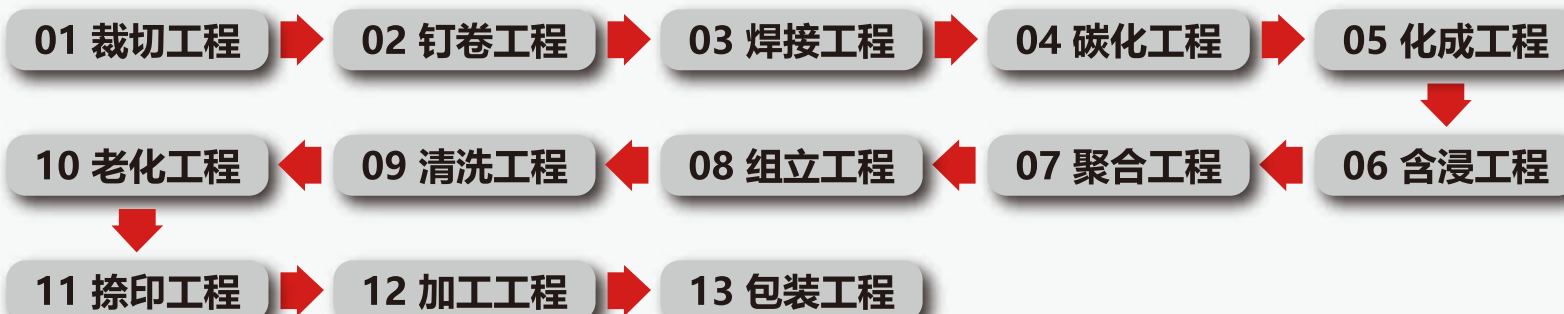 01 裁切工程
02 钉卷工程
03 焊接工程
04 碳化工程
05 化成工程
06 含浸工程
07 聚合工程
08 组立工程
09 清洗工程
10 老化工程
11 捺印工程
12 加工工程
13 包装工程